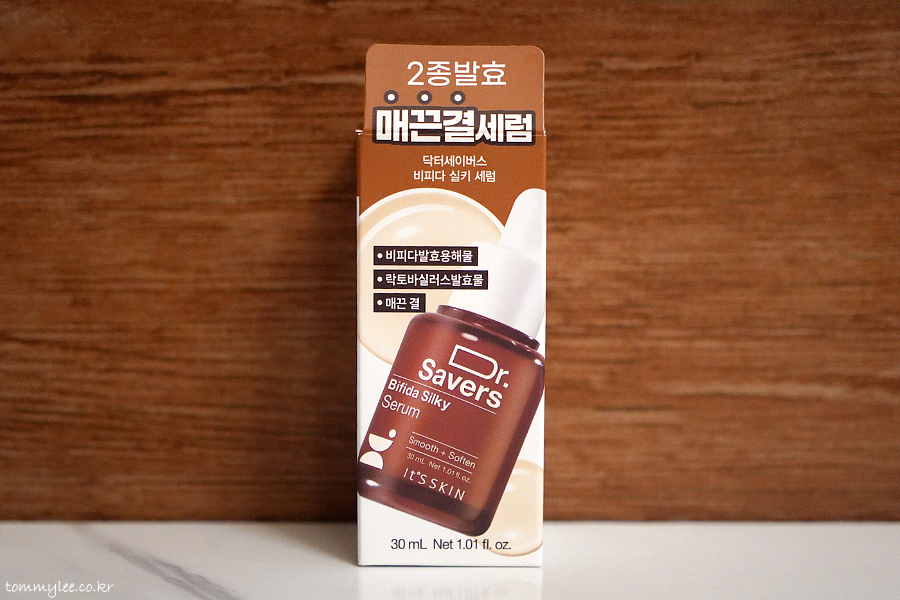 2종발효
매끈결세럼
닥터세이버스
비피다 실키 세럼
• 비피다발효용해물
• 락토바실러스발효물
• 매끈 결
Dr.
Savers
Bifida Silky
Serum
Smooth + Soften
30 mL Net 1.01 fl. oz.
It'S SKIN
30 mL Net 1.01 fl. oz.
tommylee.co.kr